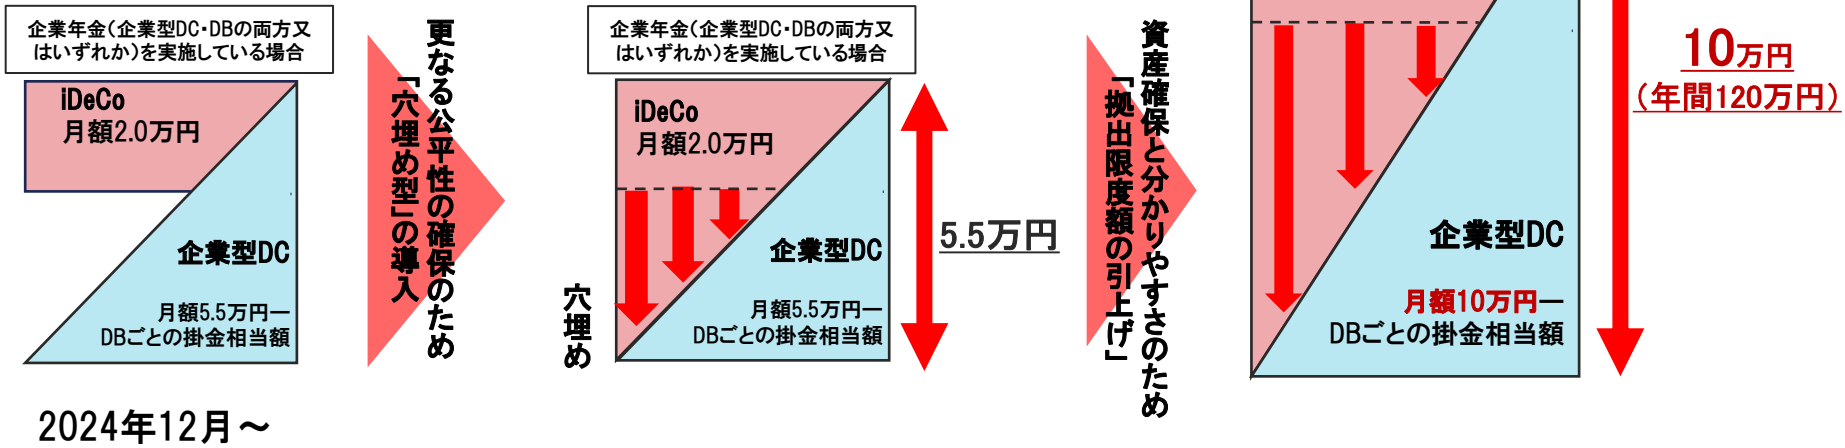 企業年金(企業型DC・DBの両方又
はいずれか)を実施している場合
iDeCo
月額2.0万円
企業型DC
月額5.5万円ー
DBごとの掛金相当額
2024年12月～
更なる公平性の確保のため
「穴埋め型」の導入
企業年金(企業型DC・DBの両方又
はいずれか)を実施している場合
iDeCo
月額2.0万円
企業型DC
月額5.5万円ー
DBごとの掛金相当額
穴埋め
5.5万円
資産確保と分かりやすさのため
「拠出限度額の引上げ」
企業型DC
月額10万円ー
DBごとの掛金相当額
10万円
(年間120万円)